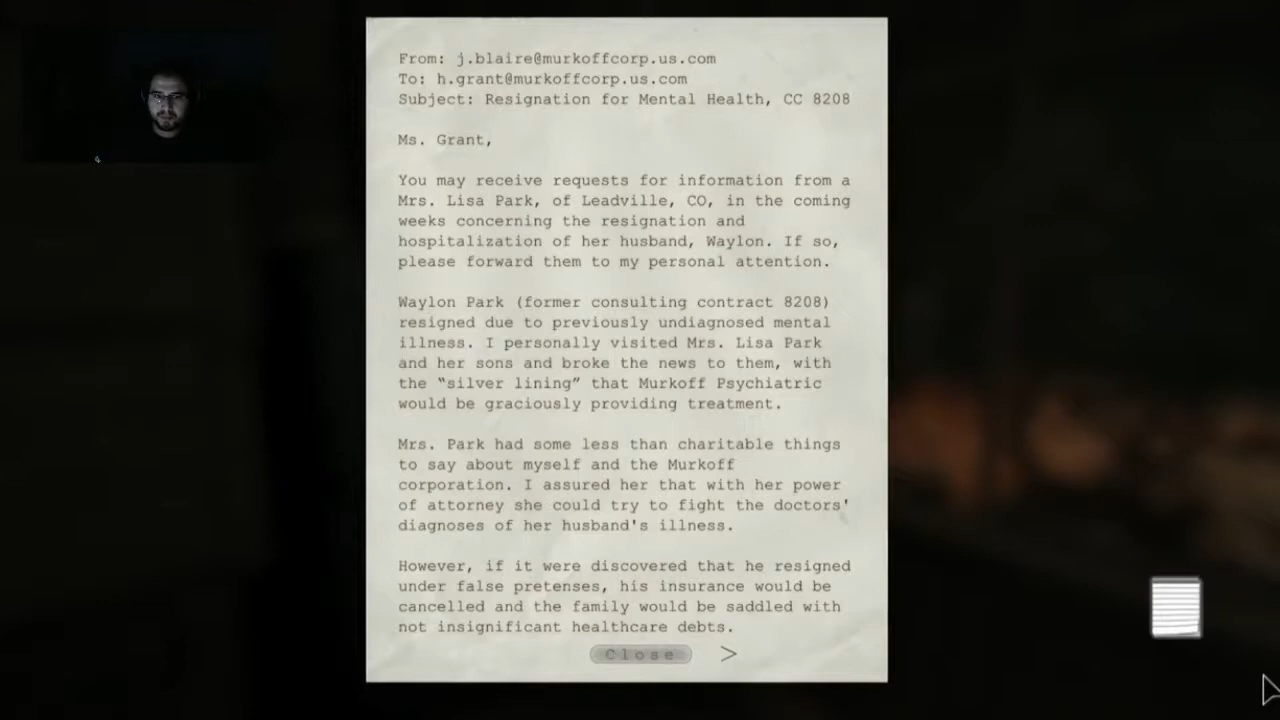 From: j.blaire@murkoffcorp.us.com
To: h.grant@murkoffcorp.us.com
Subject: Resignation for Mental Health, CC 8208
Ms. Grant,
You may receive requests for information from a
Mrs. Lisa Park, of Leadville, CO, in the coming
weeks concerning the resignation and
hospitalization of her husband, Waylon. If so,
please forward them to my personal attention.
Waylon Park (former consulting contract 8208)
resigned due to previously undiagnosed mental
illness. I personally visited Mrs. Lisa Park
and her sons and broke the news to them, with
the “silver lining” that Murkoff Psychiatric
would be graciously providing treatment.
Mrs. Park had some less than charitable things
to say about myself and the Murkoff
corporation. I assured her that with her power
of attorney she could try to fight the doctors'
diagnoses of her husband's illness.
However, if it were discovered that he resigned
under false pretenses, his insurance would be
cancelled and the family would be saddled with
not insignificant healthcare debts.
Close >